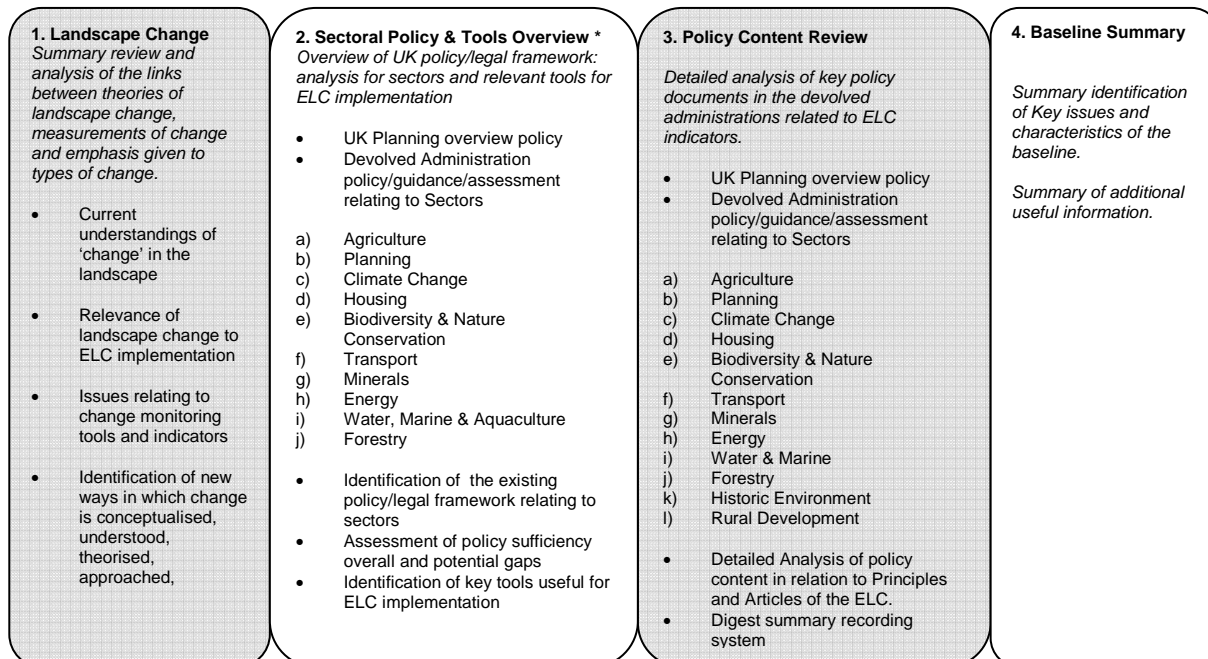 1. Landscape Change
Summary review and
analysis of the links
between theories of
landscape change,
measurements of change
and emphasis given to
types of change.
• Current
understandings of
‘change’ in the
landscape
• Relevance of
landscape change to
ELC implementation
• Issues relating to
change monitoring
tools and indicators
• Identification of new
ways in which change
is conceptualised,
understood,
theorised,
approached,
2. Sectoral Policy & Tools Overview *
Overview of UK policy/legal framework:
analysis for sectors and relevant tools for
ELC implementation
• UK Planning overview policy
• Devolved Administration
policy/guidance/assessment
relating to Sectors
a) Agriculture
b) Planning
c) Climate Change
d) Housing
e) Biodiversity & Nature
Conservation
f) Transport
g) Minerals
h) Energy
i) Water, Marine & Aquaculture
j) Forestry
• Identification of the existing
policy/legal framework relating to
sectors
• Assessment of policy sufficiency
overall and potential gaps
• Identification of key tools useful for
ELC implementation
3. Policy Content Review
Detailed analysis of key policy
documents in the devolved
administrations related to ELC
indicators.
• UK Planning overview policy
• Devolved Administration
policy/guidance/assessment
relating to Sectors
a) Agriculture
b) Planning
c) Climate Change
d) Housing
e) Biodiversity & Nature
Conservation
f) Transport
g) Minerals
h) Energy
i) Water & Marine
j) Forestry
k) Historic Environment
l) Rural Development
• Detailed Analysis of policy
content in relation to Principles
and Articles of the ELC.
• Digest summary recording
system
4. Baseline Summary
Summary identification
of Key issues and
characteristics of the
baseline.
Summary of additional
useful information.